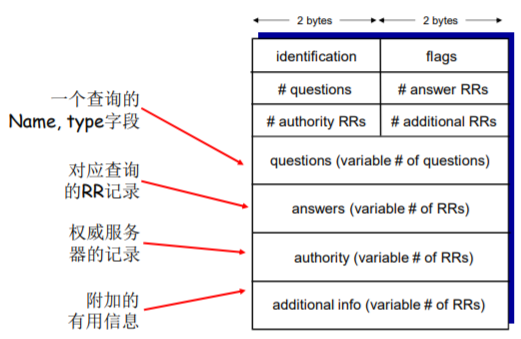 2 bytes 2 bytes
identification flags
# questions # answer RRs
# authority RRs # additional RRs
questions (variable # of questions)
answers (variable # of RRs)
authority (variable # of RRs)
additional info (variable # of RRs)
一个查询的
Name, type字段
对应查询
的RR记录
权威服务
器的记录
附加的
有用信息